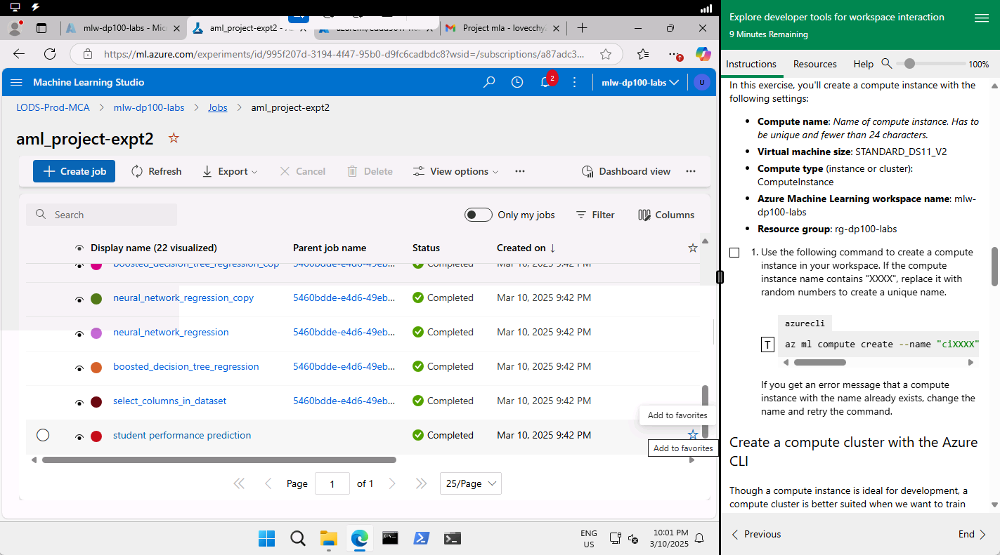 mlw-dp100-labs - Mic
aml_project-expt2 -
Project mla - lovecchy
https://ml.azure.com/experiments/id/995f207d-3194-4f47-95b0-d9fc6cadbdc8?wsid=/subscriptions/a87adc3...
Machine Learning Studio
2
mlw-dp100-labs
U
LODS-Prod-MCA > mlw-dp100-labs > Jobs > aml_project-expt2
aml_project-expt2
Create job
Refresh
Export
Cancel
Delete
View options
Dashboard view
Search
Only my jobs
Filter
Columns
Display name (22 visualized) Parent job name Status Created on
boosted_decision_tree_regression_cop 5460bdde-e4d6-49eb... Completed Mar 10, 2025 9:42 PM
neural_network_regression_copy 5460bdde-e4d6-49eb... Completed Mar 10, 2025 9:42 PM
neural_network_regression 5460bdde-e4d6-49eb... Completed Mar 10, 2025 9:42 PM
boosted_decision_tree_regression 5460bdde-e4d6-49eb... Completed Mar 10, 2025 9:42 PM
select_columns_in_dataset 5460bdde-e4d6-49eb... Completed Mar 10, 2025 9:42 PM
Add to favorites
student performance prediction Completed Mar 10, 2025 9:42 PM
Add to favorites
Page 1 of 1
25/Page
ENG
US
10:01 PM
3/10/2025
Explore developer tools for workspace interaction
9 Minutes Remaining
Instructions Resources Help 100%
In this exercise, you'll create a compute instance with the
following settings:
• Compute name: Name of compute instance. Has to
be unique and fewer than 24 characters.
• Virtual machine size: STANDARD_DS11_V2
• Compute type (instance or cluster):
ComputeInstance
• Azure Machine Learning workspace name: mlw-
dp100-labs
• Resource group: rg-dp100-labs
1. Use the following command to create a compute
instance in your workspace. If the compute
instance name contains "XXXX", replace it with
random numbers to create a unique name.
azurecli
T
az ml compute create --name "ciXXXX"
If you get an error message that a compute
instance with the name already exists, change the
name and retry the command.
Create a compute cluster with the Azure
CLI
Though a compute instance is ideal for development, a
compute cluster is better suited when we want to train
Previous
End